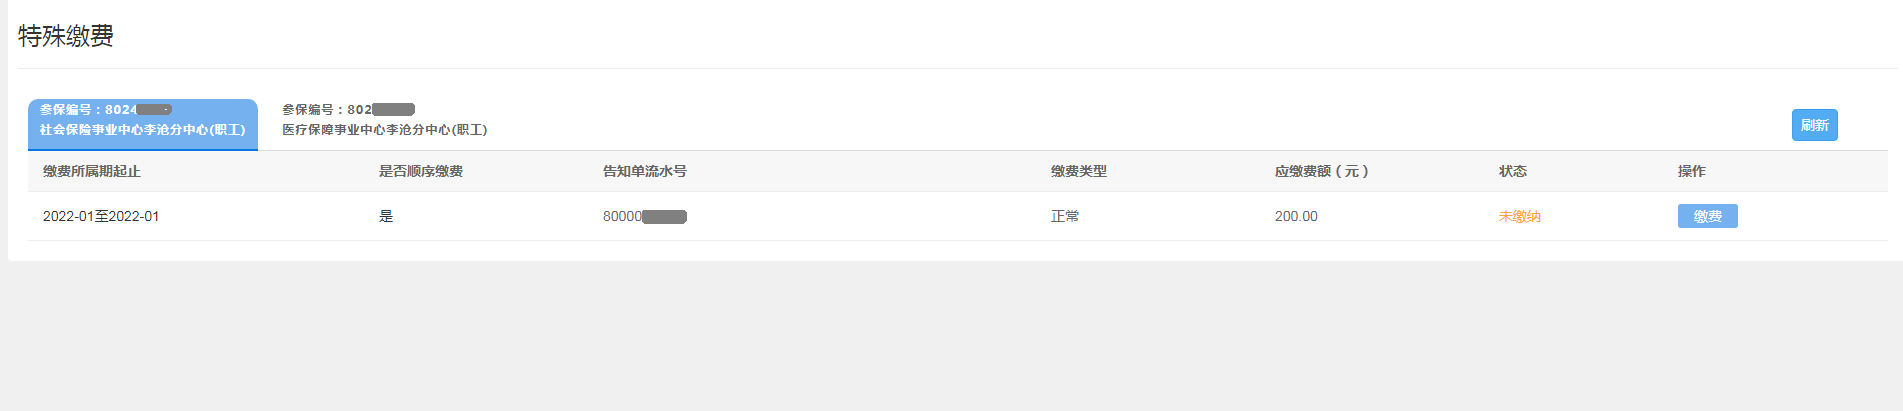 特殊缴费
参保编号：8024
社会保险事业中心李沧分中心(职工)
参保编号：802
医疗保障事业中心李沧分中心(职工)
刷新
缴费所属期起止 是否顺序缴费 告知单流水号 缴费类型 应缴费额（元） 状态 操作
2022-01至2022-01 是 80000 正常 200.00 未缴纳 缴费